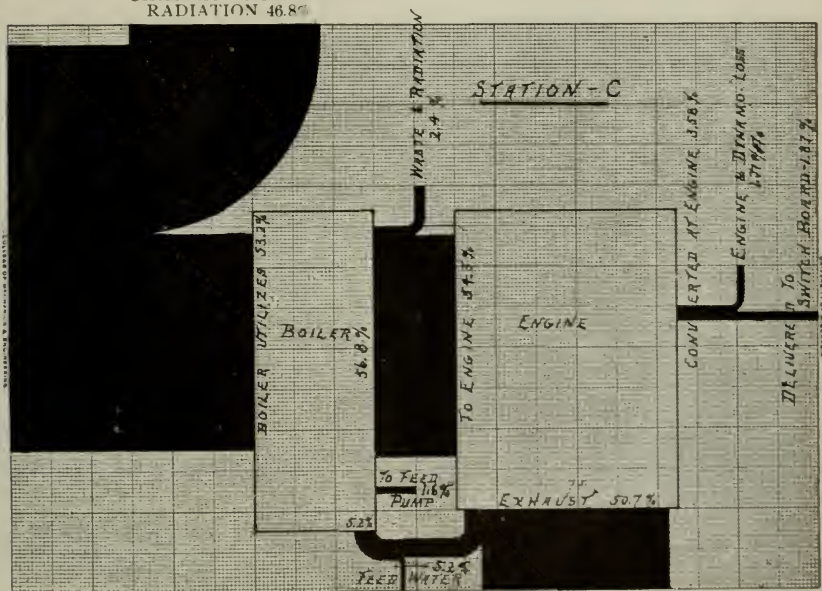 RADIATION 46.8%
STATION - C
WASTE & RADIATION
2.4 %
BOILER UTILIZES 53.2%
BOILER
56.8%
TO ENGINE 54.3%
ENGINE
CONVERTED AT ENGINE 3.58%
ENGINE & DYNAMO LOSS
DELIVERED TO
SWITCH BOARD-1.87%
TO FEED
1.6%
PUMP
EXHAUST 50.7%
5.2%
5.2%
FEED WATER